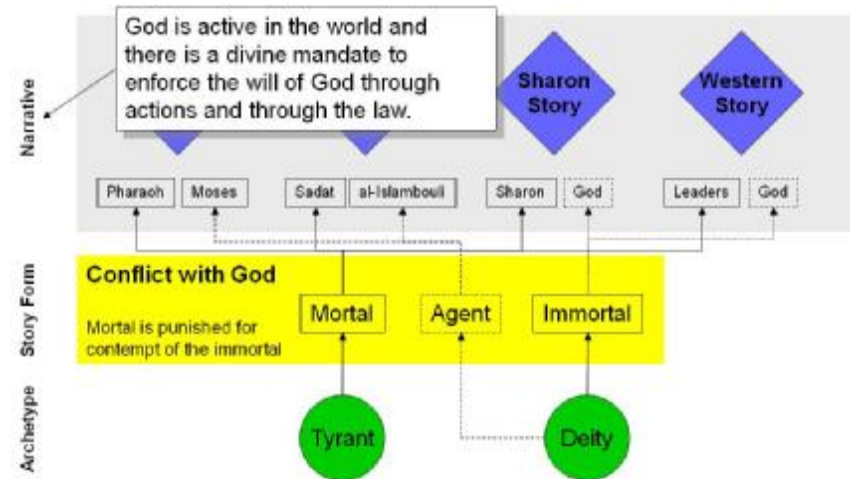 God is active in the world and
there is a divine mandate to
enforce the will of God through
actions and through the law.
Sharon
Story
Western
Story
Narrative
Pharaoh
Moses
Sadat
al-Islambouli
Sharon
God
Leaders
God
Story Form
Conflict with God
Mortal is punished for
contempt of the immortal
Mortal
Agent
Immortal
Archetype
Tyrant
Deity